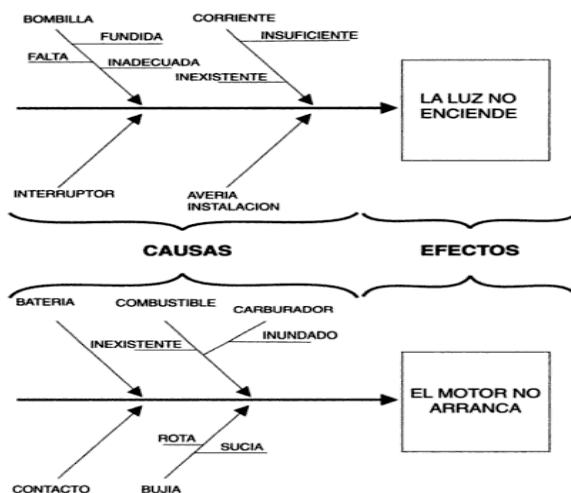 BOMBILLA
CORRIENTE
FUNDIDA
INSUFICIENTE
FALTA
INADECUADA
INEXISTENTE
LA LUZ NO
ENCIENDE
INTERRUPTOR
AVERIA
INSTALACION
CAUSAS
EFECTOS
BATERIA
COMBUSTIBLE
CARBURADOR
INEXISTENTE
INUNDADO
EL MOTOR NO
ARRANCA
ROTA
SUCIA
CONTACTO
BUJIA